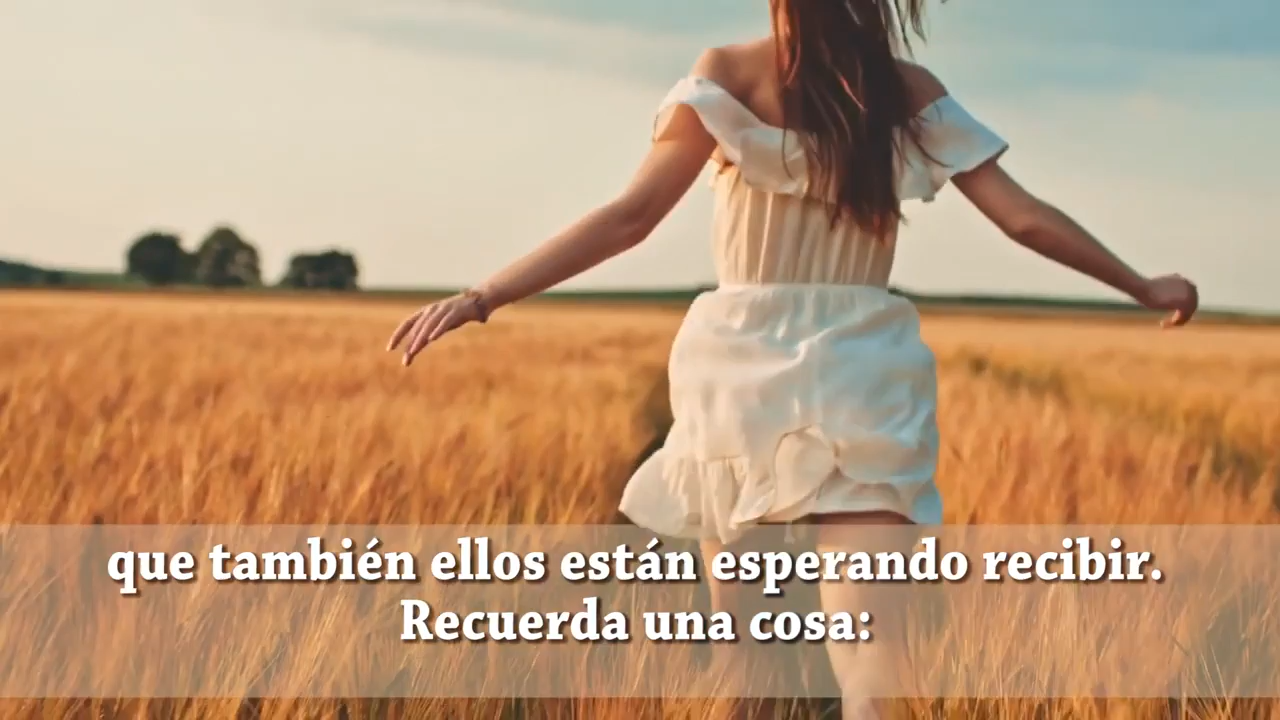 que también ellos están esperando recibir.
Recuerda una cosa: